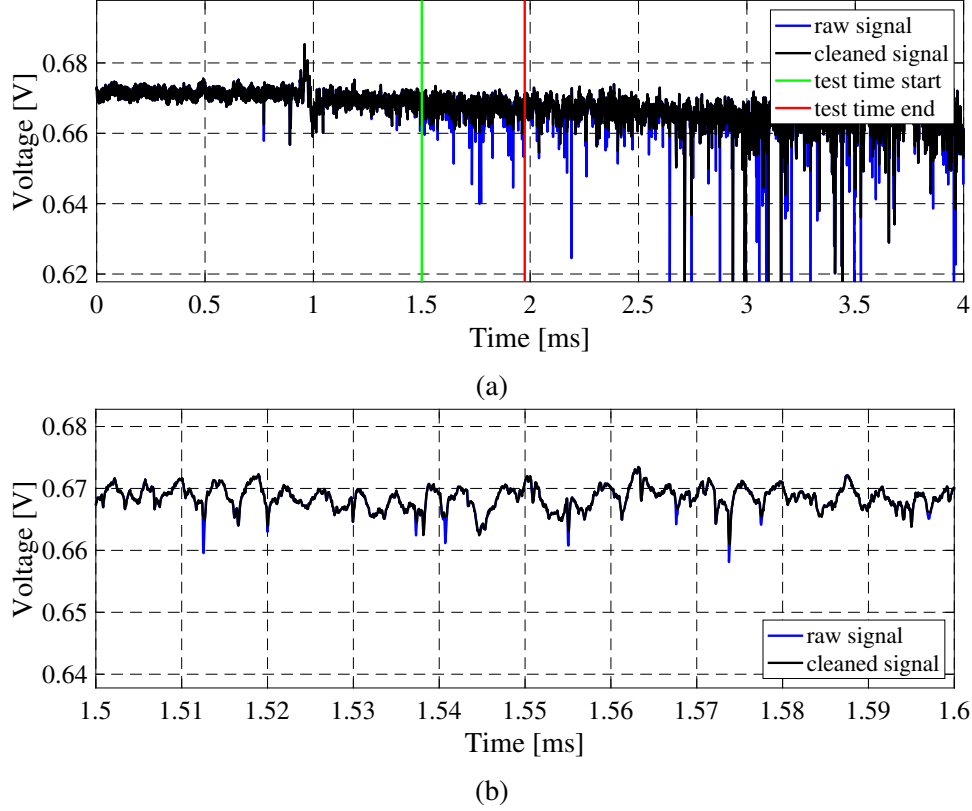 0.68
0.66
0.64
0.62
Voltage [V]
raw signal
cleaned signal
test time start
test time end
0 0.5 1 1.5 2 2.5 3 3.5 4
Time [ms]
(a)
0.68
0.67
0.66
0.65
0.64
Voltage [V]
raw signal
cleaned signal
1.5 1.51 1.52 1.53 1.54 1.55 1.56 1.57 1.58 1.59 1.6
Time [ms]
(b)